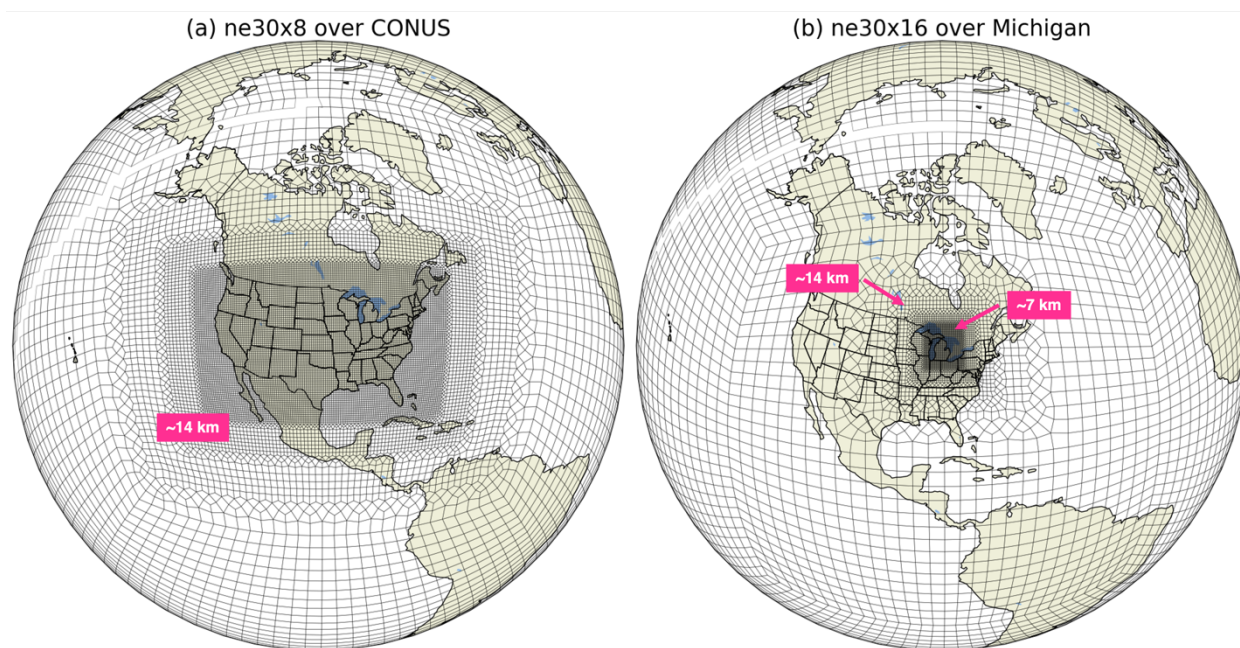 (a) ne30x8 over CONUS
~14 km
(b) ne30x16 over Michigan
~14 km
~7 km